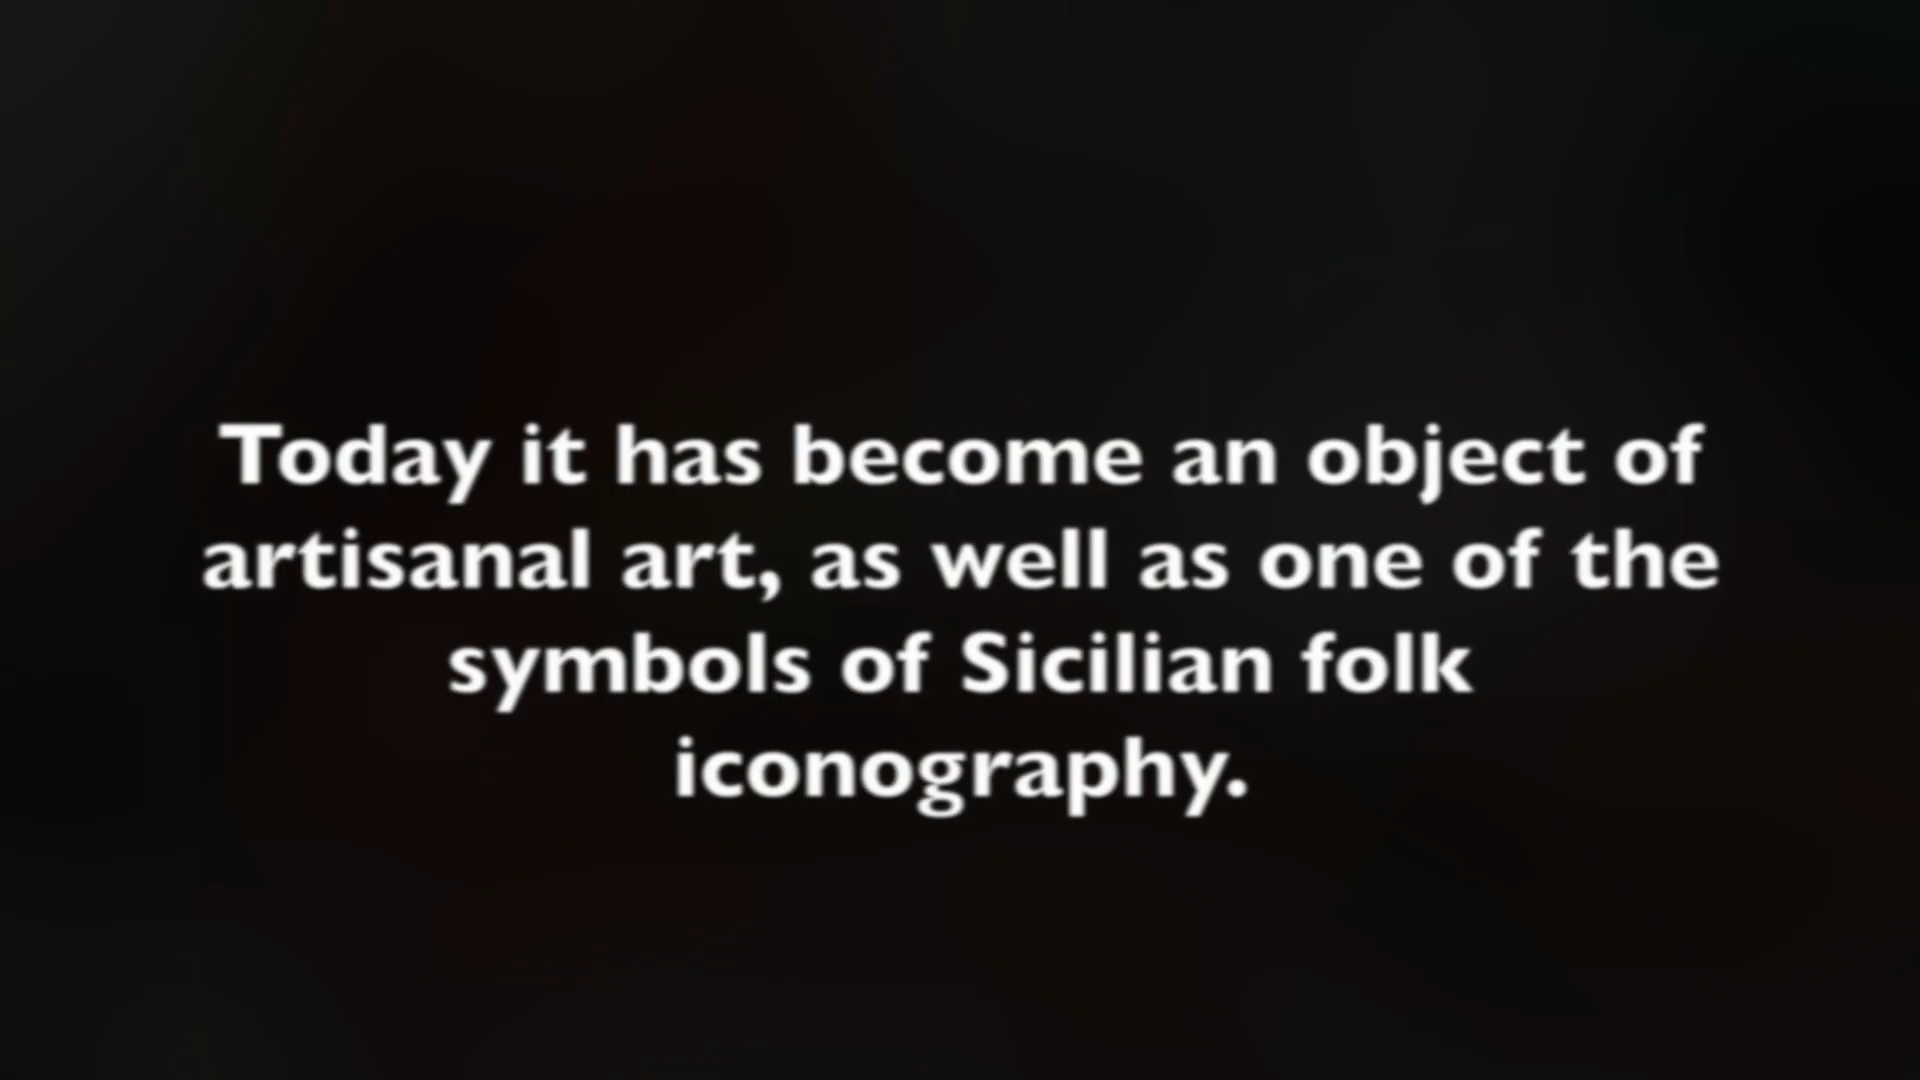 Today it has become an object of
artisanal art, as well as one of the
symbols of Sicilian folk
iconography.